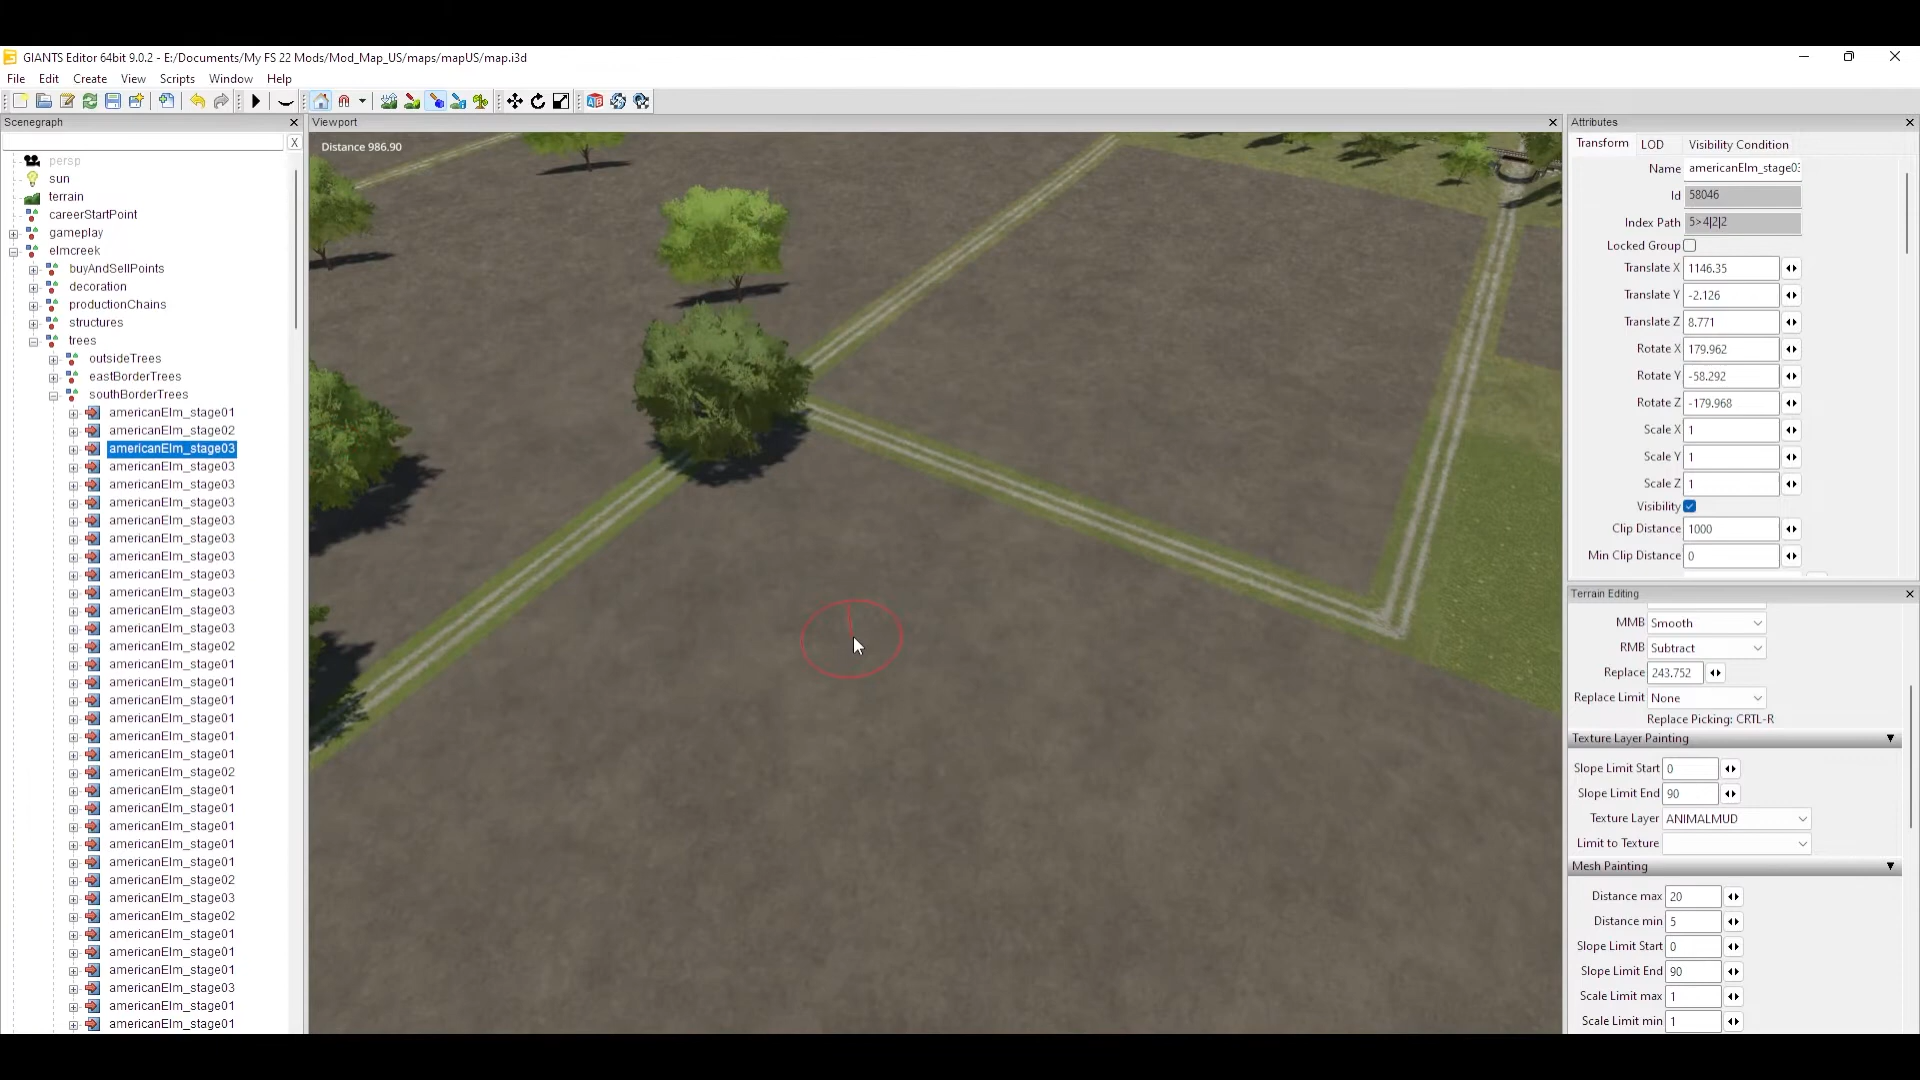 GIANTS Editor 64bit 9.0.2 - E:/Documents/My FS 22 Mods/Mod_Map_US/maps/mapUS/map.i3d
File Edit Create View Scripts Window Help
Scenegraph
X
persp
sun
terrain
careerStartPoint
gameplay
elmcreek
buyAndSellPoints
decoration
productionChains
structures
trees
outsideTrees
eastBorderTrees
southBorderTrees
americanElm_stage01
americanElm_stage02
americanElm_stage03
americanElm_stage03
americanElm_stage03
americanElm_stage03
americanElm_stage03
americanElm_stage03
americanElm_stage03
americanElm_stage03
americanElm_stage03
americanElm_stage03
americanElm_stage03
americanElm_stage02
americanElm_stage01
americanElm_stage01
americanElm_stage01
americanElm_stage01
americanElm_stage01
americanElm_stage01
americanElm_stage02
americanElm_stage01
americanElm_stage01
americanElm_stage01
americanElm_stage01
americanElm_stage01
americanElm_stage02
americanElm_stage03
americanElm_stage02
americanElm_stage01
americanElm_stage01
americanElm_stage01
americanElm_stage03
americanElm_stage01
americanElm_stage01
Viewport
Distance 986.90
Attributes
Transform LOD Visibility Condition
Name americanElm_stage03
Id 58046
Index Path 5>4|2|2
Locked Group
Translate X 1146.35
Translate Y -2.126
Translate Z 8.771
Rotate X 179.962
Rotate Y -58.292
Rotate Z -179.968
Scale X 1
Scale Y 1
Scale Z 1
Visibility
Clip Distance 1000
Min Clip Distance 0
Terrain Editing
MMB Smooth
RMB Subtract
Replace 243.752
Replace Limit None
Replace Picking: CRTL-R
Texture Layer Painting
Slope Limit Start 0
Slope Limit End 90
Texture Layer ANIMALMUD
Limit to Texture
Mesh Painting
Distance max 20
Distance min 5
Slope Limit Start 0
Slope Limit End 90
Scale Limit max 1
Scale Limit min 1